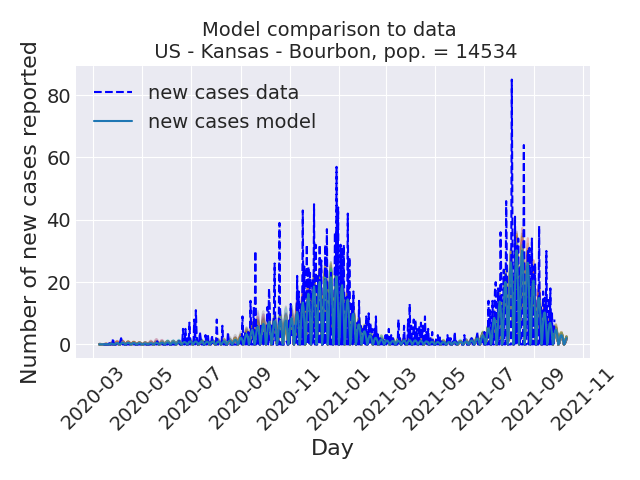 Model comparison to data
US - Kansas - Bourbon, pop. = 14534
Number of new cases reported
80
60
40
20
0
new cases data
new cases model
2020-03
2020-05
2020-07
2020-09
2020-11
2021-01
2021-03
2021-05
2021-07
2021-09
2021-11
Day